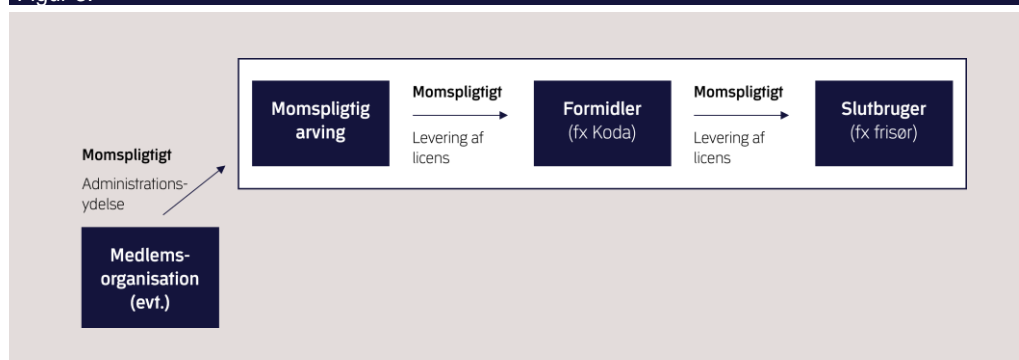 Momspligtig
arving
Momspligtigt
Levering af
licens
Formidler
(fx Koda)
Momspligtigt
Levering af
licens
Slutbruger
(fx frisør)
Momspligtigt
Administrations-
ydelse
Medlems-
organisation
(evt.)